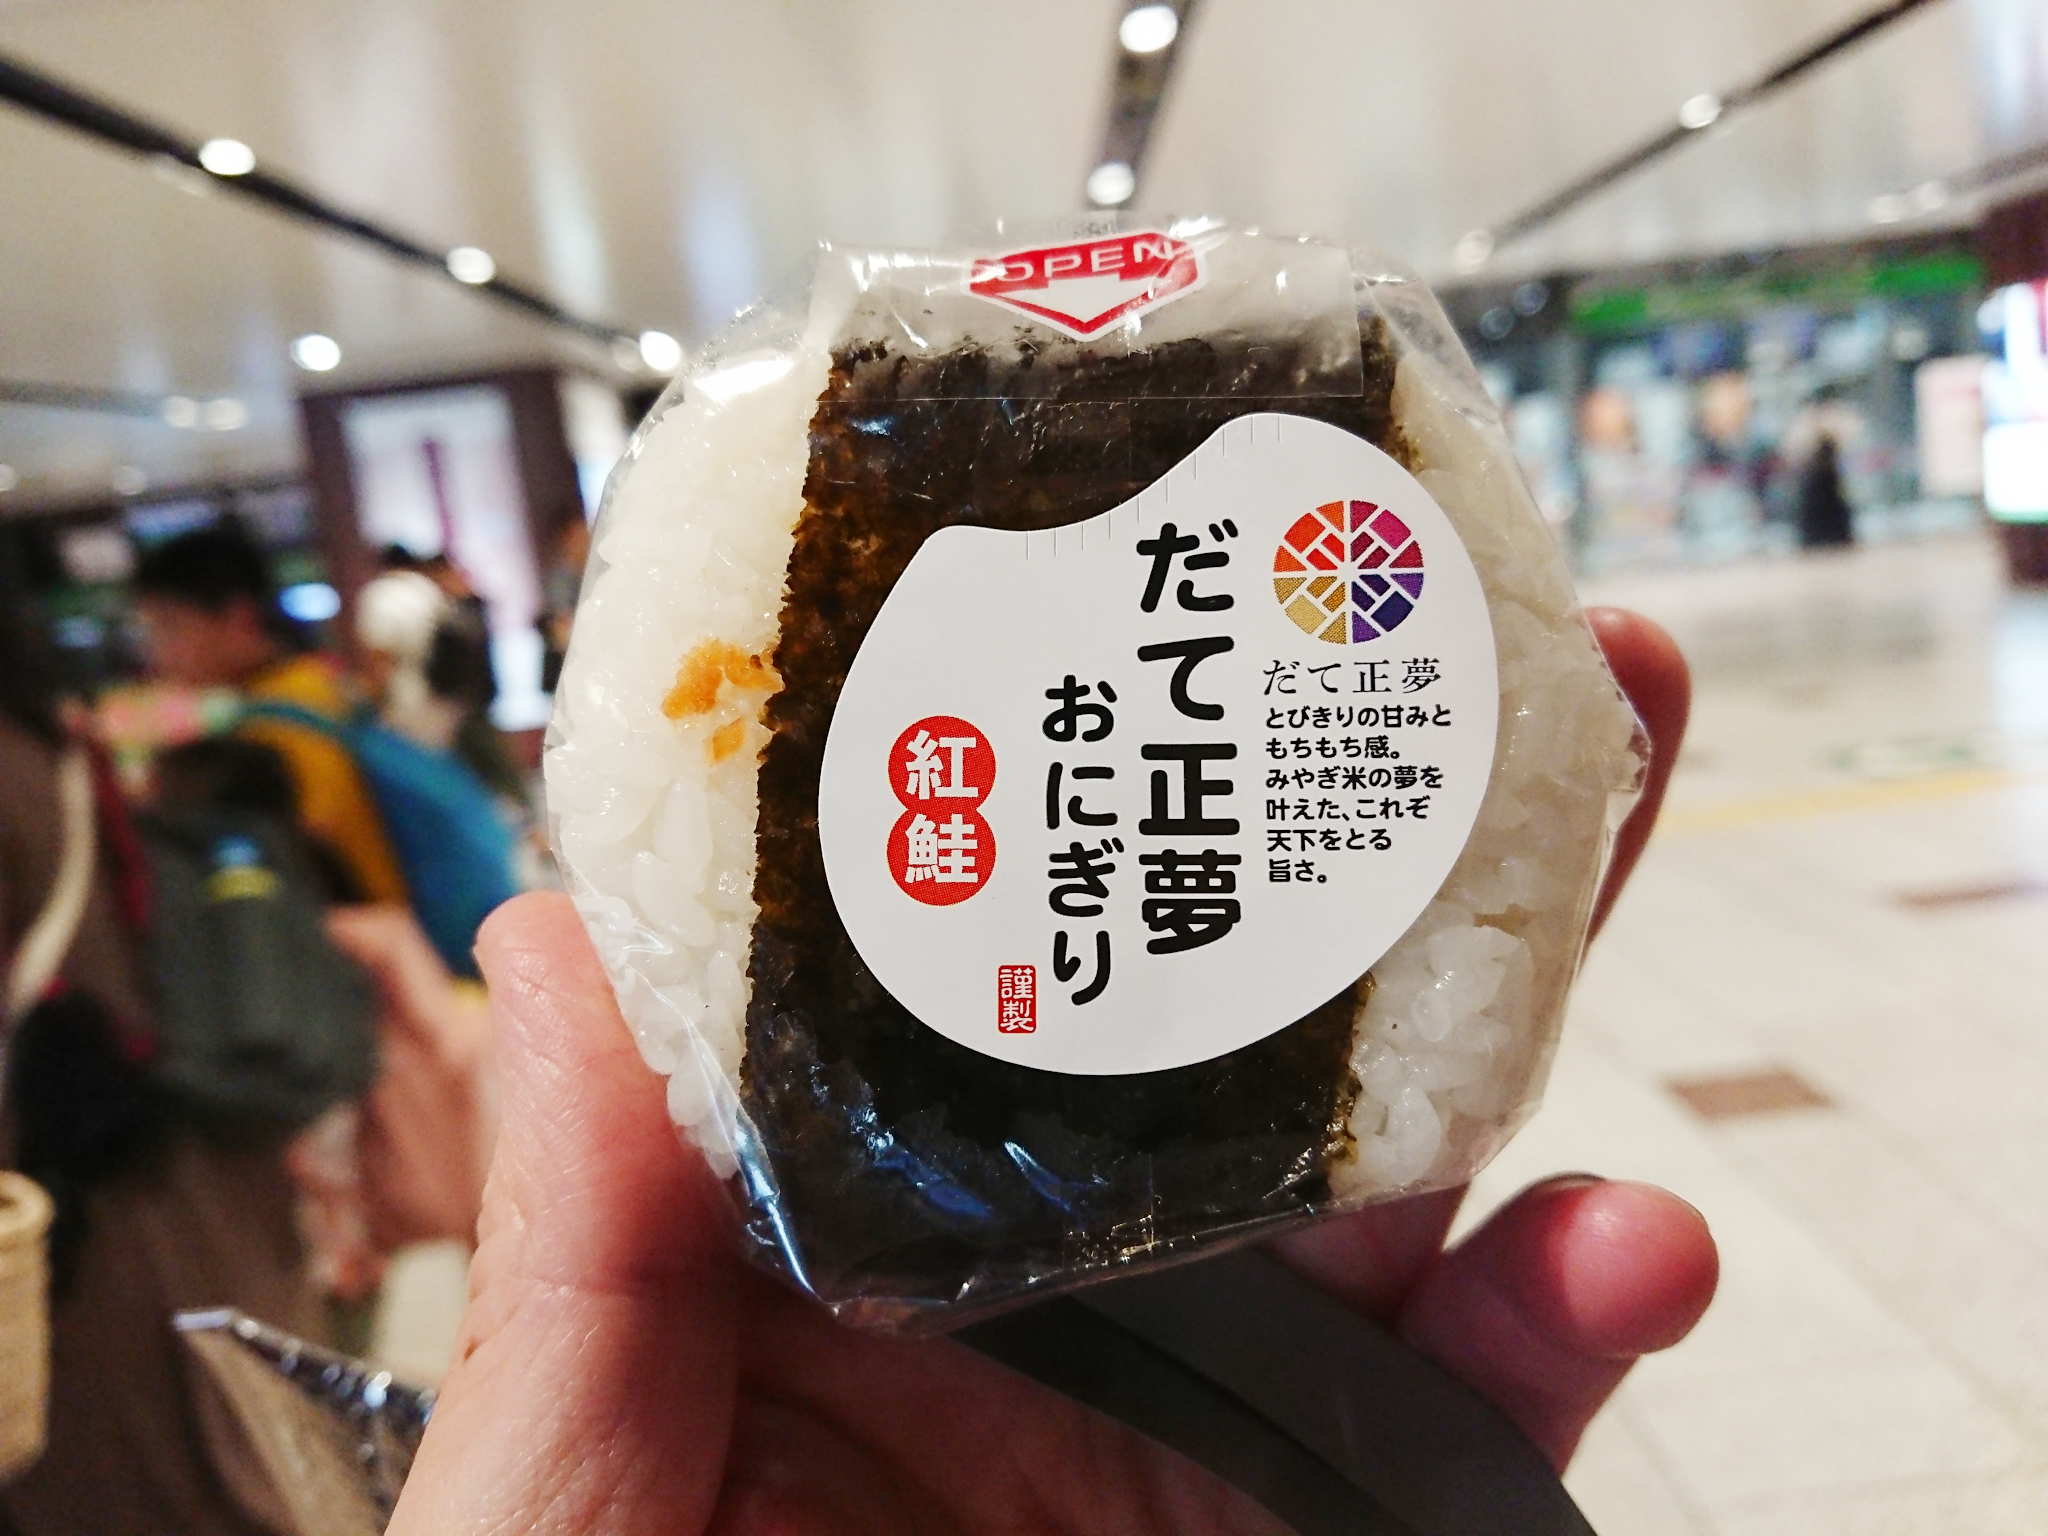 OPEN
だて正夢
とびきりの甘みと
もちもち感。
みやぎ米の夢を
叶えた、これぞ
天下をとる
旨さ。
だて正夢
おにぎり
紅鮭
謹製